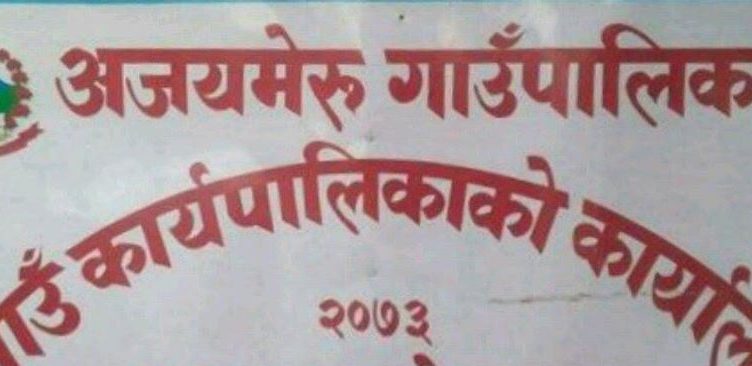 अजयमेरू गाउँपालिक
गाउँ कार्यपालिकाको कार्याल
२०७३